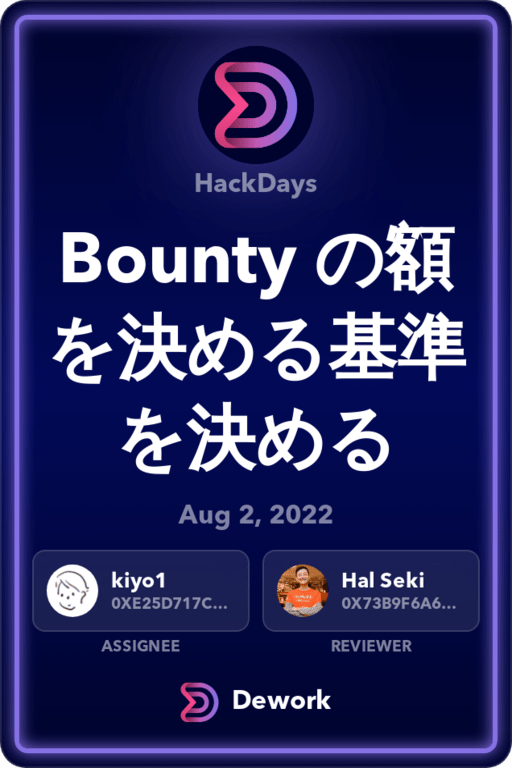 HackDays
Bounty の額
を決める基準
を決める
Aug 2, 2022
kiyo1
0XE25D717C...
ASSIGNEE
Hal Seki
0X73B9F6A6...
REVIEWER
Dework